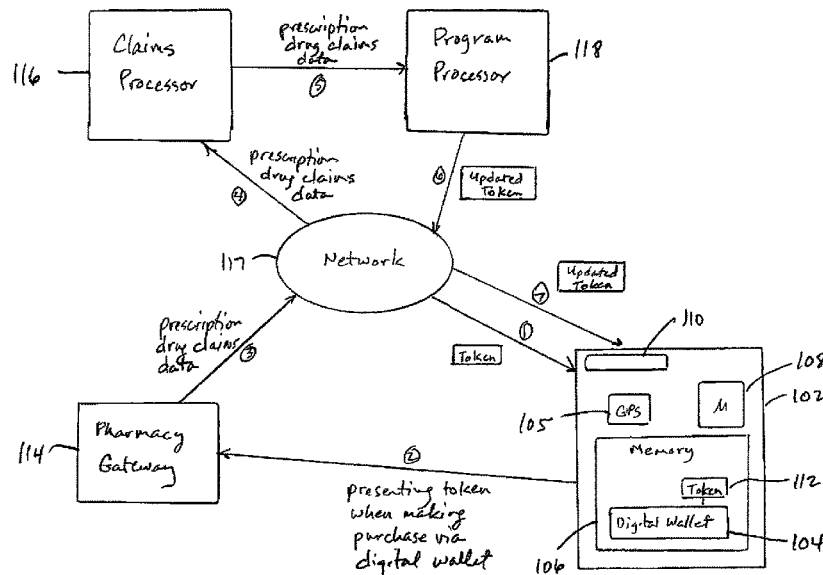 Claims
Processor
116
prescription
drug claims
data
⑤
Program
Processor
118
prescription
drug claims
data
④
⑥
Updated
Token
117
Network
⑦
Updated
Token
①
Token
prescription
drug claims
data
③
110
108
102
105
GPS
μ
Memory
112
Token
Digital Wallet
104
106
114
Pharmacy
Gateway
②
presenting token
when making
purchase via
digital wallet